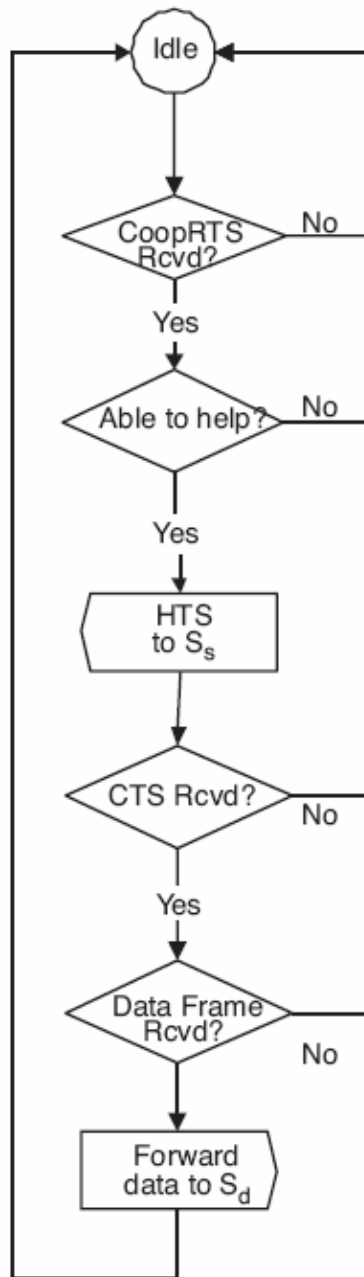 Idle
CoopRTS
Rcvd?
No
Yes
Able to help?
No
Yes
HTS
to Sₛ
CTS Rcvd?
No
Yes
Data Frame
Rcvd?
No
Forward
data to S_d